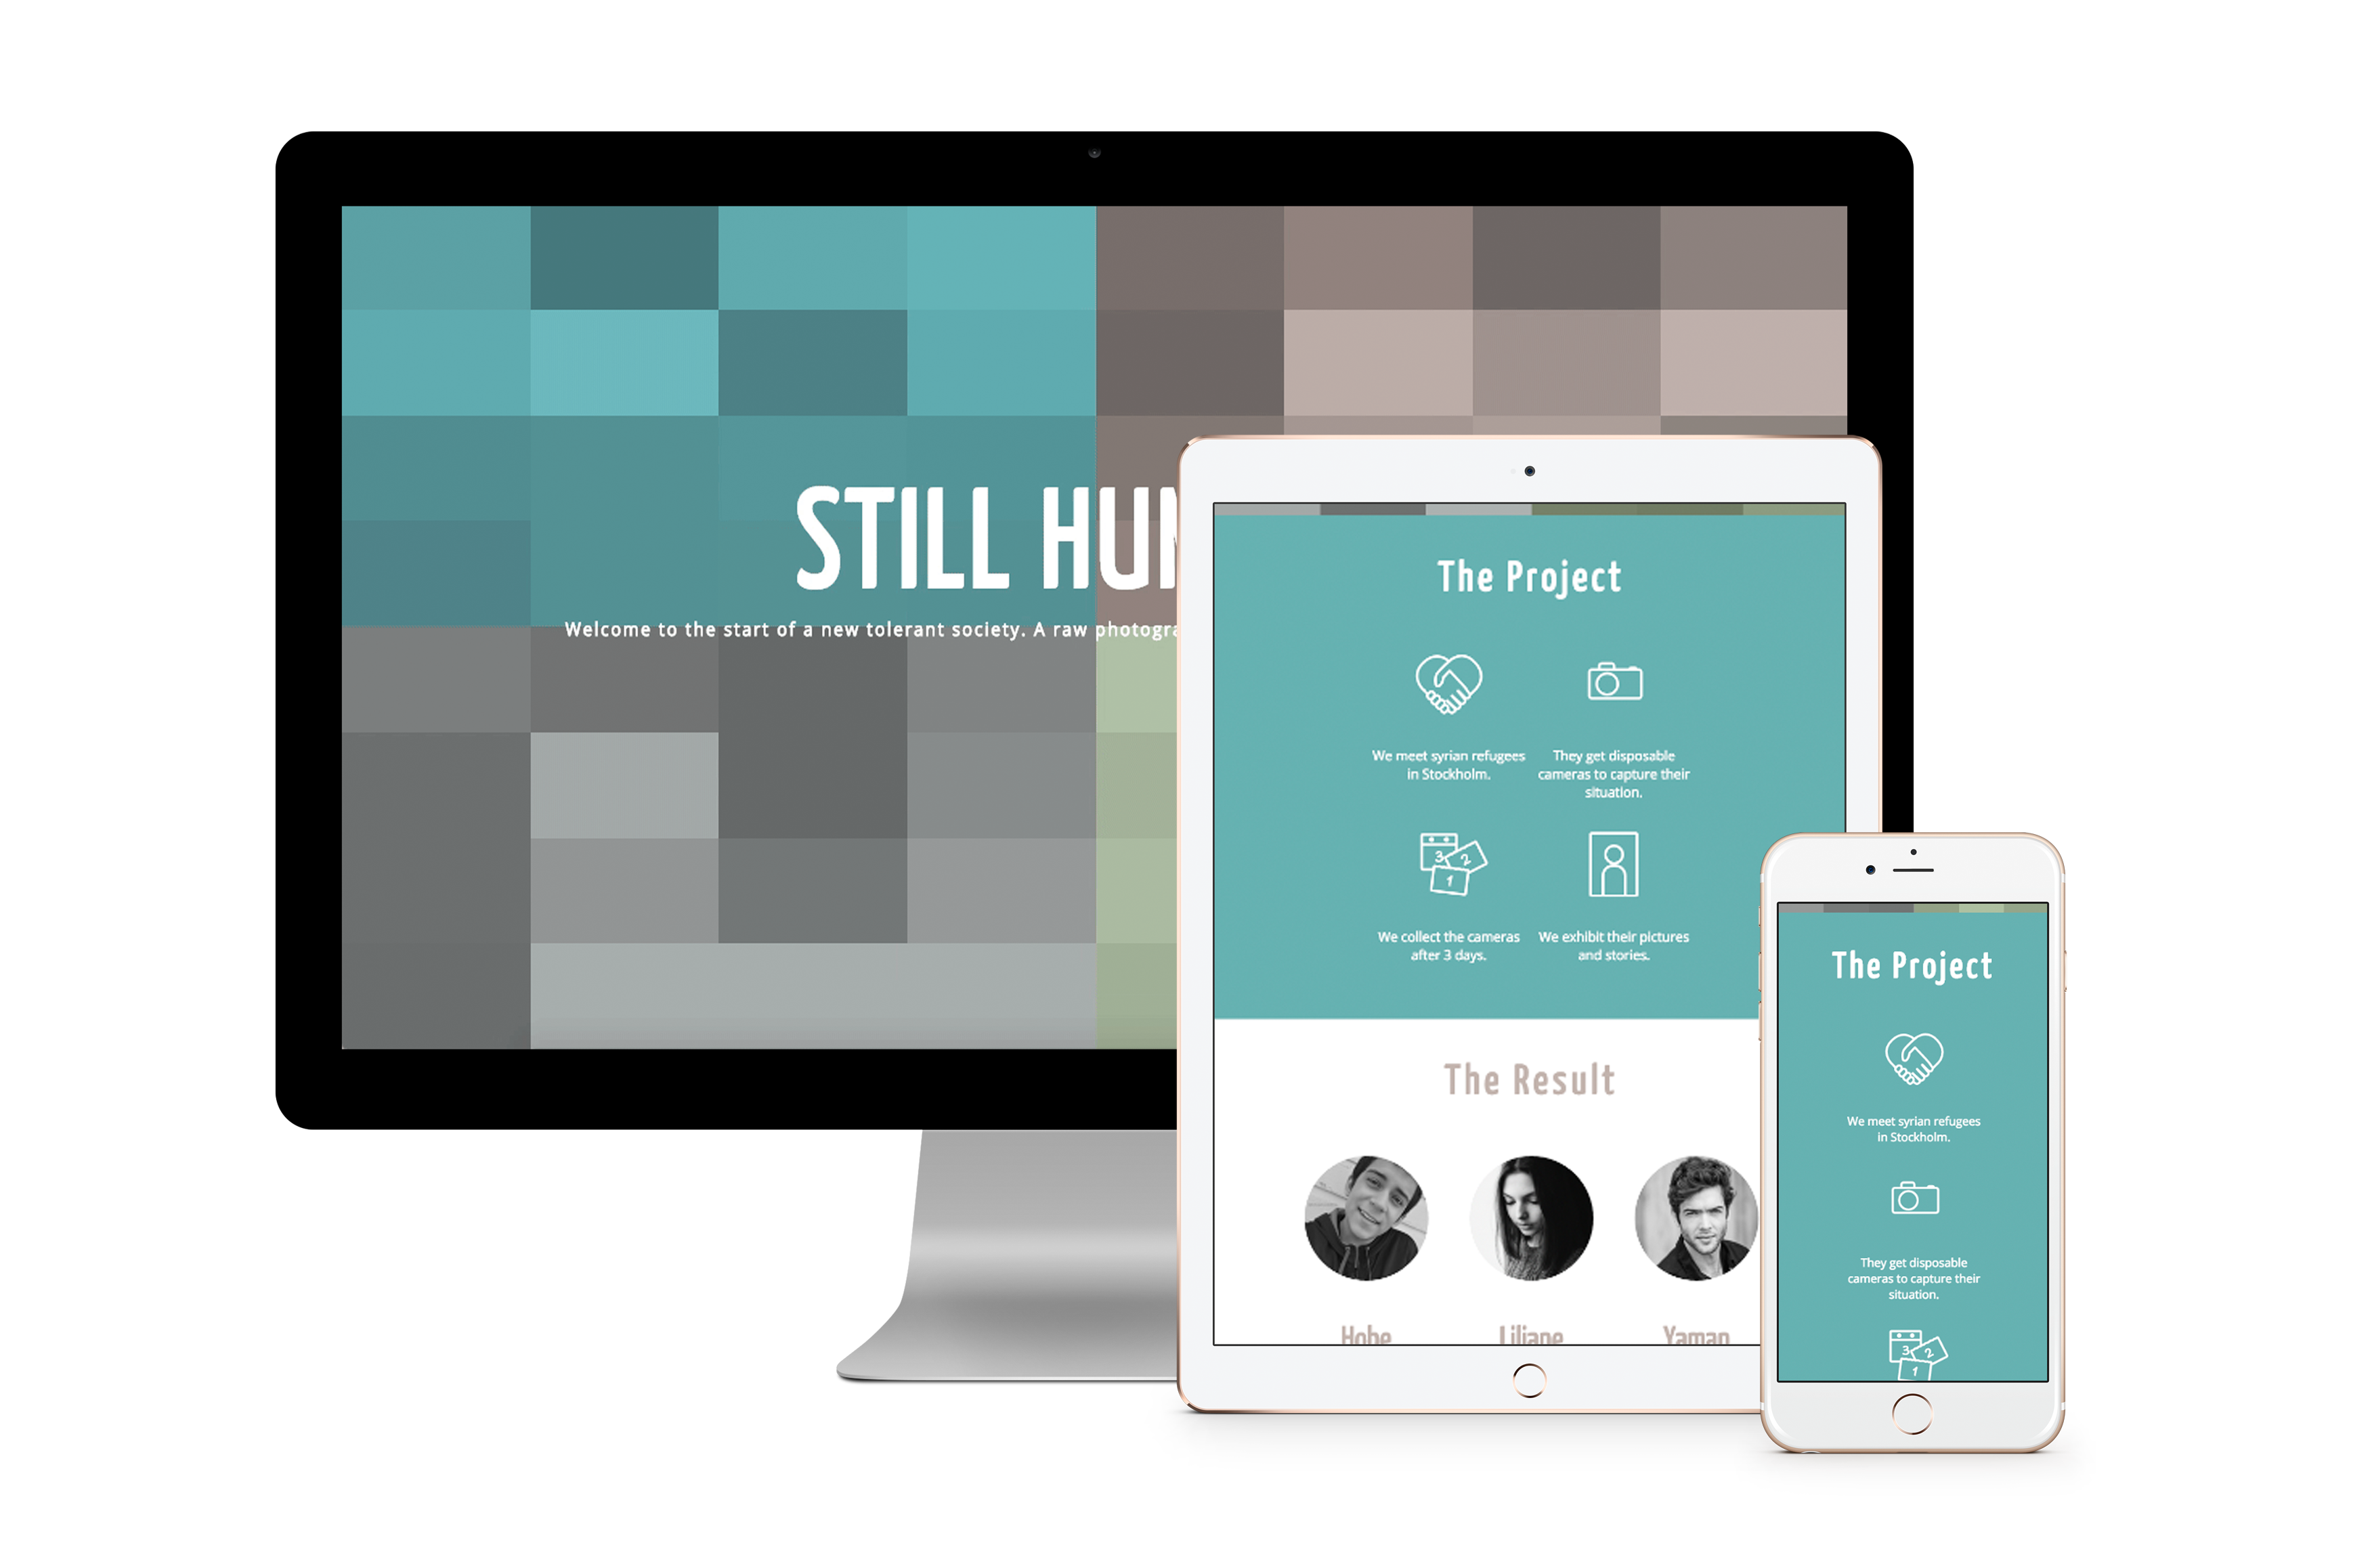 STILL HUM
Welcome to the start of a new tolerant society. A raw photogra
The Project
We meet syrian refugees
in Stockholm.
They get disposable
cameras to capture their
situation.
3
2
1
We collect the cameras
after 3 days.
We exhibit their pictures
and stories.
The Result
Hobe
Liliane
Yaman
The Project
We meet syrian refugees
in Stockholm.
They get disposable
cameras to capture their
situation.
3
2
1